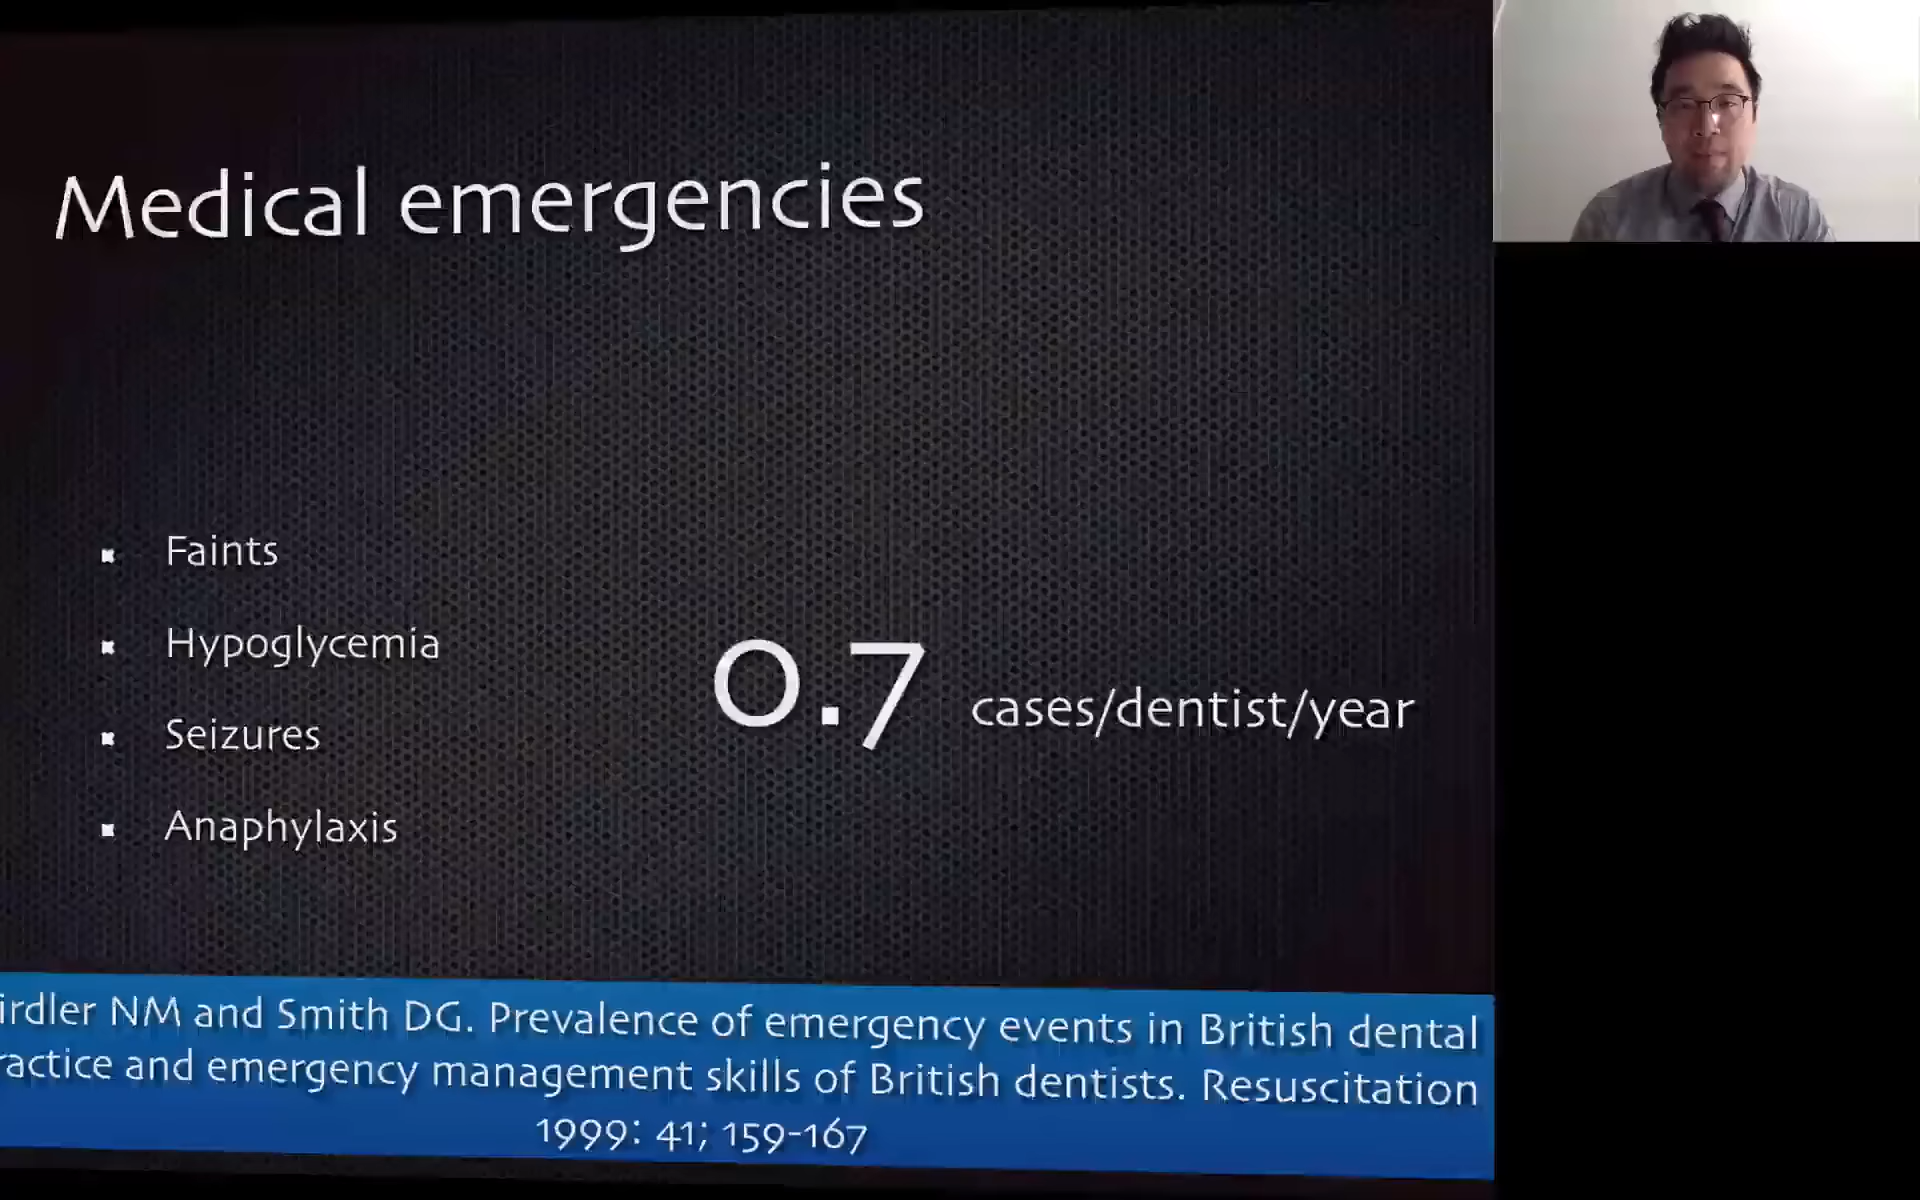 Medical emergencies
Faints
Hypoglycemia
Seizures
Anaphylaxis
0.7 cases/dentist/year
irdler NM and Smith DG. Prevalence of emergency events in British dental
ractice and emergency management skills of British dentists. Resuscitation
1999: 41; 159-167